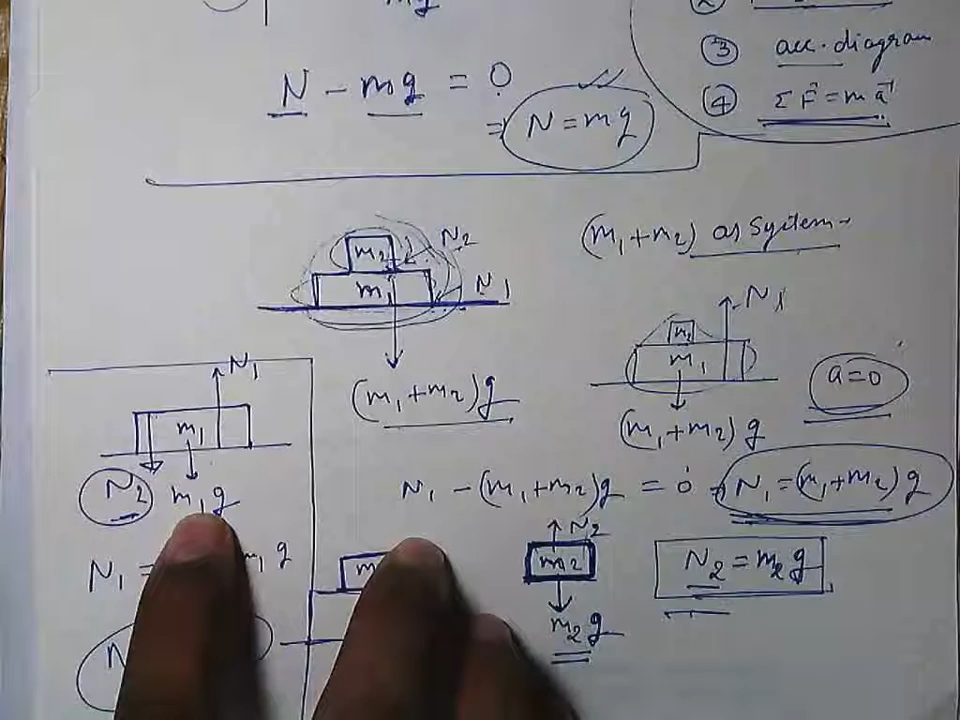 mg
②
③ acc. diagram
N - mg = 0
④ ΣF⃗ = m a⃗
⇒ N = mg
(m₁+m₂) as System
m₂ N₂
m₁ N₁
N₁
m₂
m₁
a=0
(m₁+m₂)g
(m₁+m₂)g
N₁
m₁
N₂ m₁g
N₁ - (m₁+m₂)g = 0 ⇒ N₁ = (m₁+m₂)g
N₂
m₂
N₂ = m₂g
N₁ = m₁g
m₂g
N